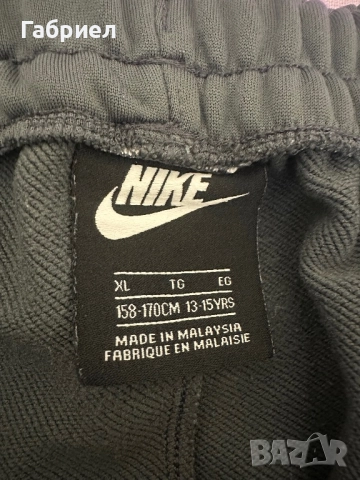 Габриел
NIKE
XL TG EG
158-170CM 13-15YRS
MADE IN MALAYSIA
FABRIQUE EN MALAISIE
BAZAR